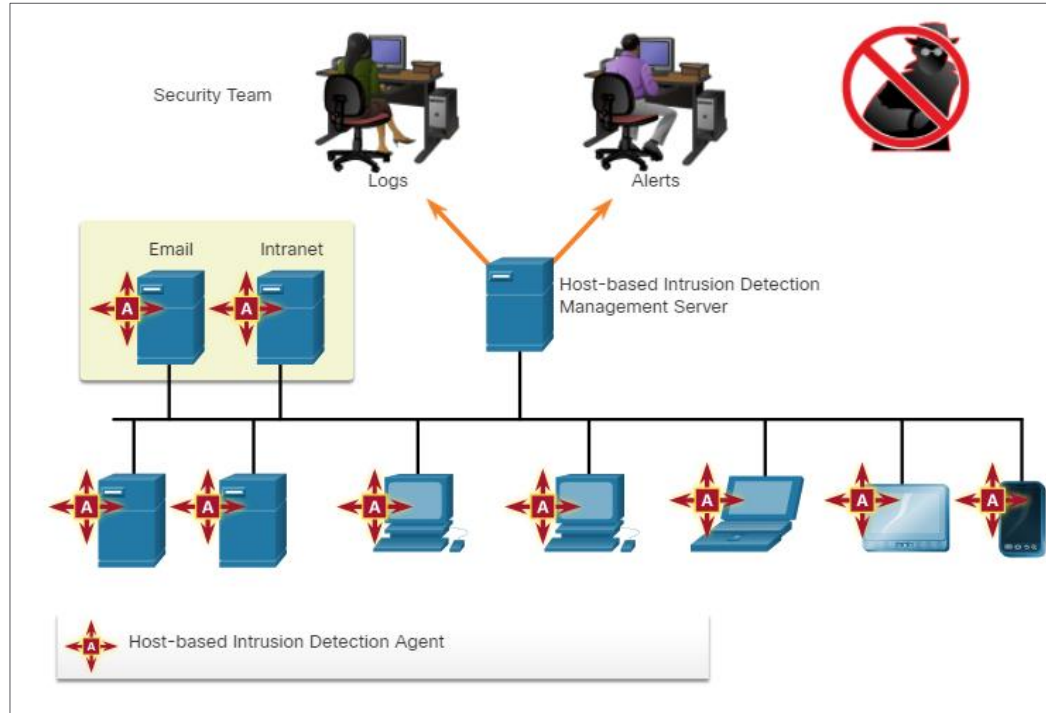 Security Team
Logs
Alerts
Email
Intranet
Host-based Intrusion Detection
Management Server
A
A
A
A
A
A
A
A
A
A Host-based Intrusion Detection Agent